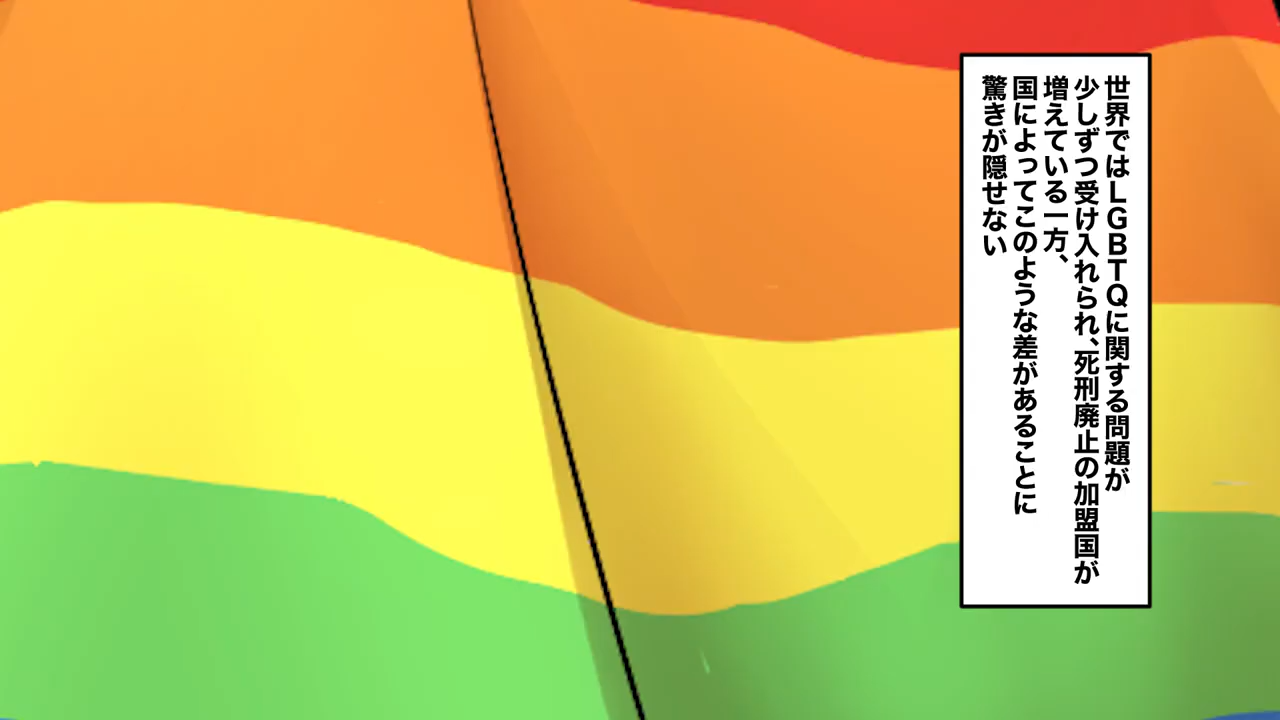 世界ではLGBTQに関する問題が
少しずつ受け入れられ、死刑廃止の加盟国が
増えている一方、
国によってこのような差があることに
驚きが隠せない